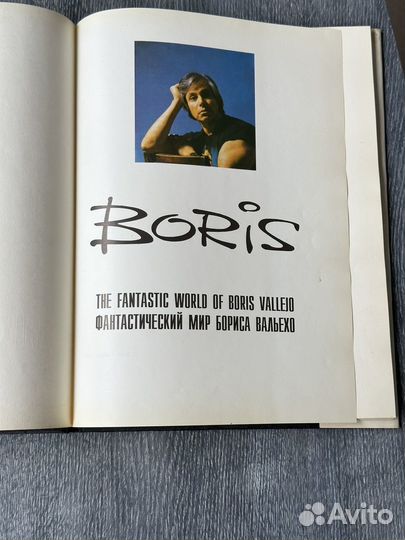 BORIS
THE FANTASTIC WORLD OF BORIS VALLEJO
ФАНТАСТИЧЕСКИЙ МИР БОРИСА ВАЛЬЕХО
Avito